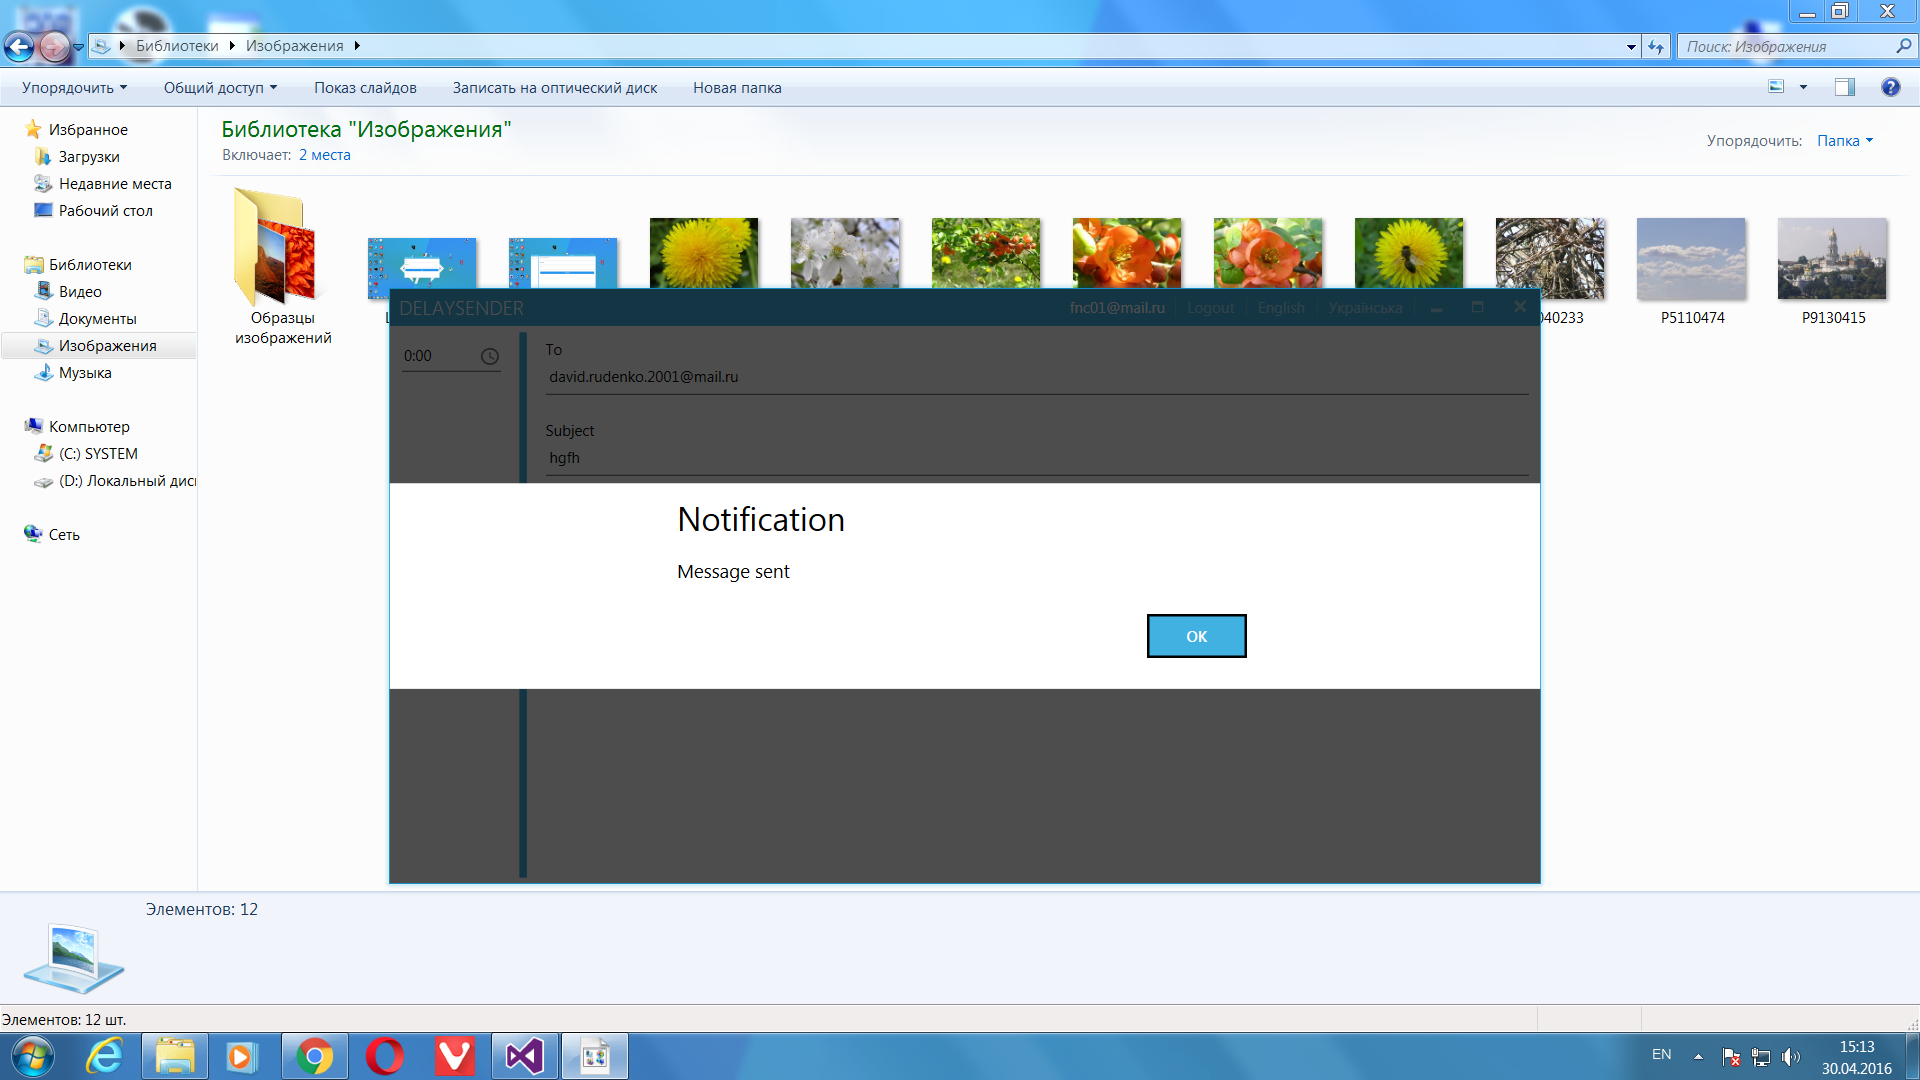 Библиотеки
Изображения
Поиск: Изображения
Упорядочить
Общий доступ
Показ слайдов
Записать на оптический диск
Новая папка
Избранное
Загрузки
Недавние места
Рабочий стол
Библиотеки
Видео
Документы
Изображения
Музыка
Компьютер
(C:) SYSTEM
(D:) Локальный дис
Сеть
Библиотека "Изображения"
Включает: 2 места
Упорядочить: Папка
Образцы
изображений
040233
P5110474
P9130415
DELAYSENDER
fnc01@mail.ru
Logout
English
Українська
0:00
To
david.rudenko.2001@mail.ru
Subject
hgfh
Notification
Message sent
OK
Элементов: 12
Элементов: 12 шт.
EN
15:13
30.04.2016